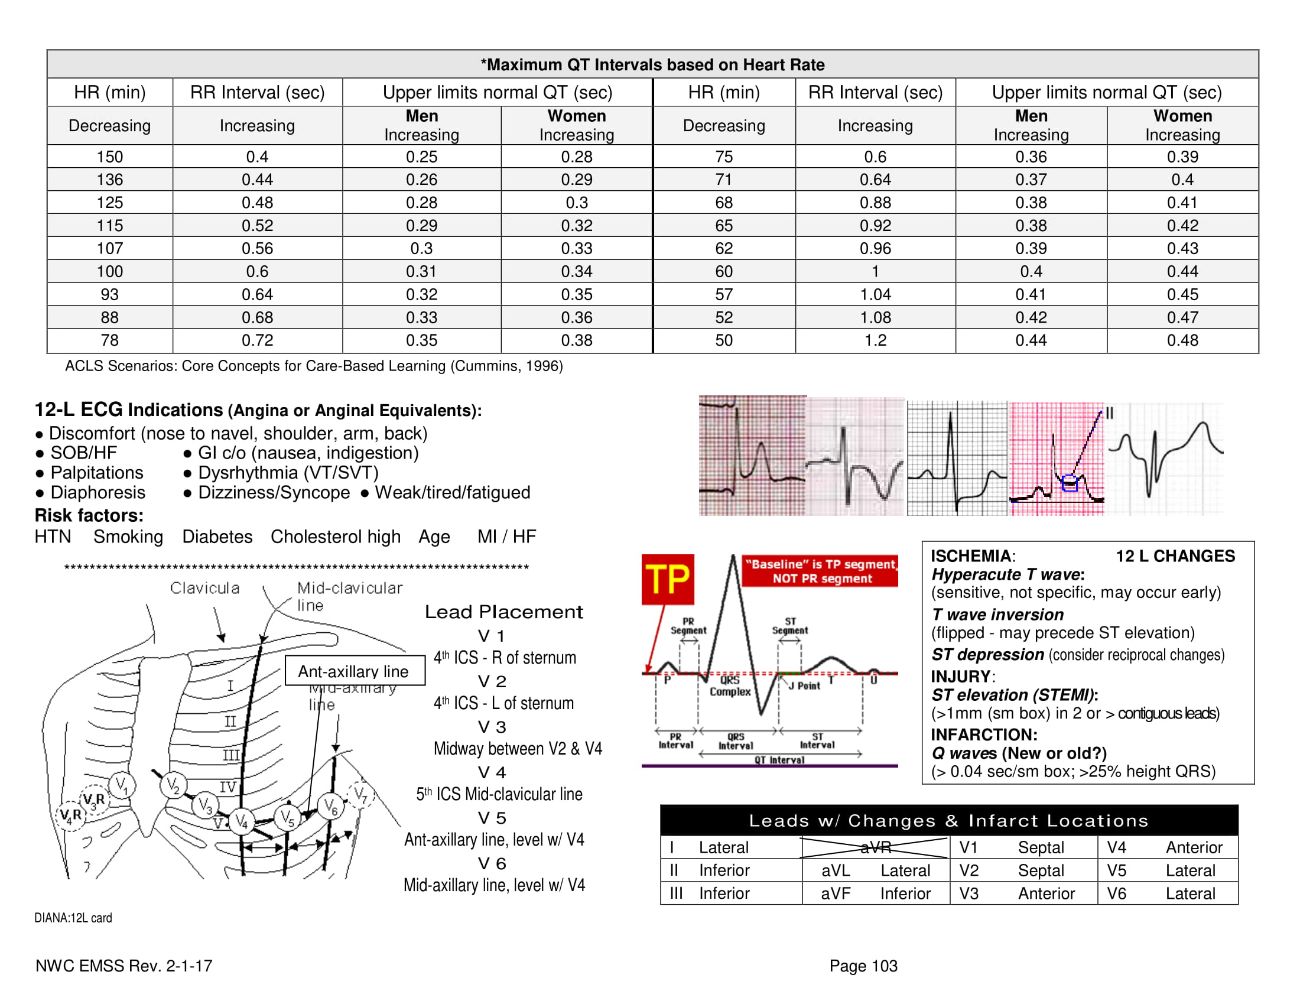 *Maximum QT Intervals based on Heart Rate
HR (min) RR Interval (sec) Upper limits normal QT (sec) HR (min) RR Interval (sec) Upper limits normal QT (sec)
Decreasing Increasing Men Increasing Women Increasing Decreasing Increasing Men Increasing Women Increasing
150 0.4 0.25 0.28 75 0.6 0.36 0.39
136 0.44 0.26 0.29 71 0.64 0.37 0.4
125 0.48 0.28 0.3 68 0.88 0.38 0.41
115 0.52 0.29 0.32 65 0.92 0.38 0.42
107 0.56 0.3 0.33 62 0.96 0.39 0.43
100 0.6 0.31 0.34 60 1 0.4 0.44
93 0.64 0.32 0.35 57 1.04 0.41 0.45
88 0.68 0.33 0.36 52 1.08 0.42 0.47
78 0.72 0.35 0.38 50 1.2 0.44 0.48
ACLS Scenarios: Core Concepts for Care-Based Learning (Cummins, 1996)
12-L ECG Indications (Angina or Anginal Equivalents):
● Discomfort (nose to navel, shoulder, arm, back)
● SOB/HF ● GI c/o (nausea, indigestion)
● Palpitations ● Dysrhythmia (VT/SVT)
● Diaphoresis ● Dizziness/Syncope ● Weak/tired/fatigued
Risk factors:
HTN Smoking Diabetes Cholesterol high Age MI / HF
******************************************************************************
Clavicula
Mid-clavicular
line
Ant-axillary line
Mid-axillary
line
I
II
III
IV
V
V1
V2
V3
V4
V5
V6
V7
V3R
V4R
Lead Placement
V 1
4th ICS - R of sternum
V 2
4th ICS - L of sternum
V 3
Midway between V2 & V4
V 4
5th ICS Mid-clavicular line
V 5
Ant-axillary line, level w/ V4
V 6
Mid-axillary line, level w/ V4
DIANA:12L card
II
TP
"Baseline" is TP segment,
NOT PR segment
PR
Segment
ST
Segment
P
QRS
Complex
J Point
T
U
PR
Interval
QRS
Interval
ST
Interval
QT Interval
ISCHEMIA: 12 L CHANGES
Hyperacute T wave:
(sensitive, not specific, may occur early)
T wave inversion
(flipped - may precede ST elevation)
ST depression (consider reciprocal changes)
INJURY:
ST elevation (STEMI):
(>1mm (sm box) in 2 or > contiguous leads)
INFARCTION:
Q waves (New or old?)
(> 0.04 sec/sm box; >25% height QRS)
Leads w/ Changes & Infarct Locations
I Lateral aVR V1 Septal V4 Anterior
II Inferior aVL Lateral V2 Septal V5 Lateral
III Inferior aVF Inferior V3 Anterior V6 Lateral
NWC EMSS Rev. 2-1-17
Page 103